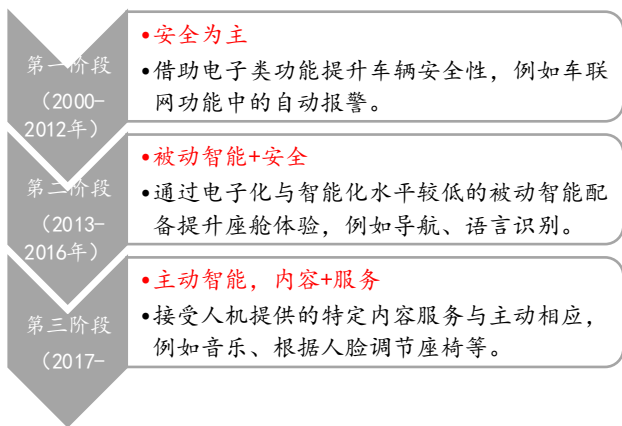 第一阶段
（2000-
2012年）
•安全为主
•借助电子类功能提升车辆安全性，例如车联
网功能中的自动报警。
第二阶段
（2013-
2016年）
•被动智能+安全
•通过电子化与智能化水平较低的被动智能配
备提升座舱体验，例如导航、语言识别。
第三阶段
（2017-
•主动智能，内容+服务
•接受人机提供的特定内容服务与主动相应，
例如音乐、根据人脸调节座椅等。